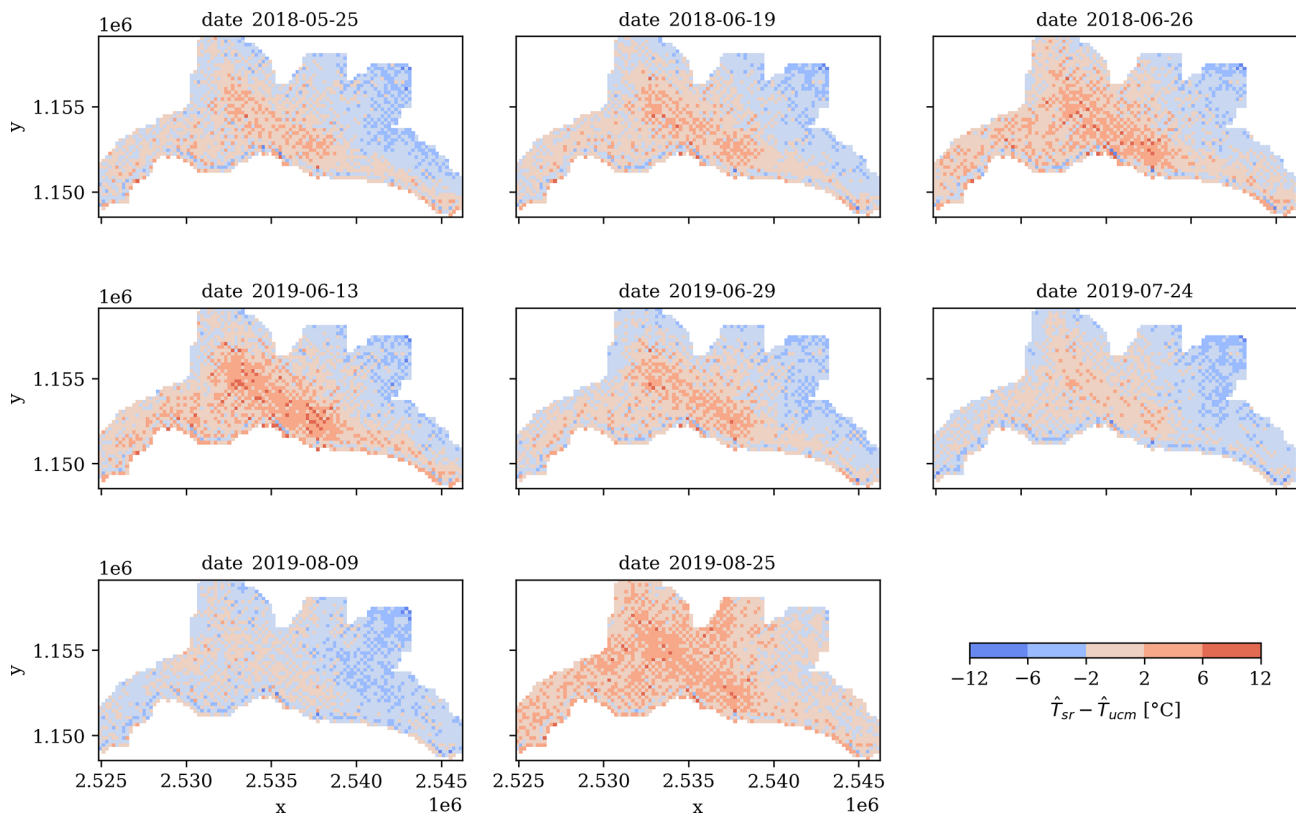 1e6
date 2018-05-25
date 2018-06-19
date 2018-06-26
y
1.155
1.150
1e6
date 2019-06-13
date 2019-06-29
date 2019-07-24
y
1.155
1.150
1e6
date 2019-08-09
date 2019-08-25
y
1.155
1.150
2.525 2.530 2.535 2.540 2.545
x
1e6
2.525 2.530 2.535 2.540 2.545
x
1e6
−12 −6 −2 2 6 12
T̂sr − T̂ucm [°C]